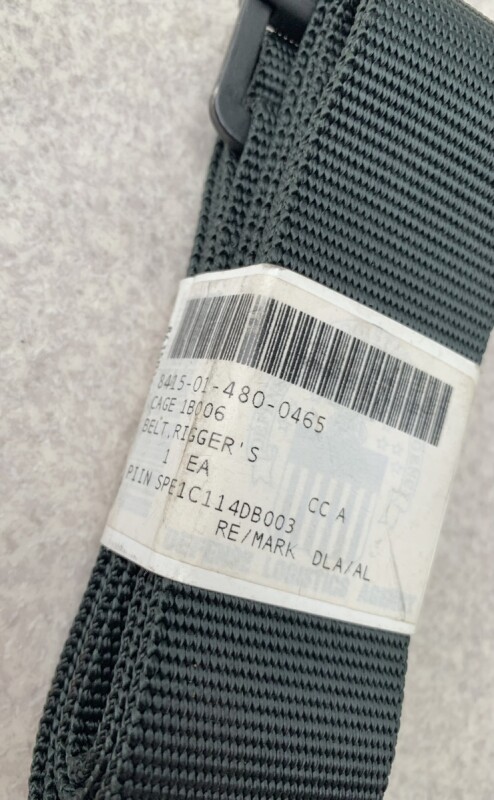 8415-01-480-0465
CAGE 1B006
BELT,RIGGER'S
1 EA
CC A
PIIN SPE1C114DB003
RE/MARK DLA/AL